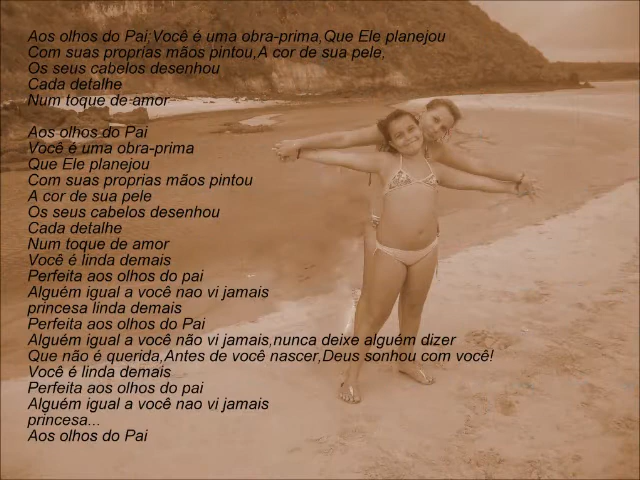 Aos olhos do Pai;Você é uma obra-prima,Que Ele planejou
Com suas proprias mãos pintou,A cor de sua pele,
Os seus cabelos desenhou
Cada detalhe
Num toque de amor
Aos olhos do Pai
Você é uma obra-prima
Que Ele planejou
Com suas proprias mãos pintou
A cor de sua pele
Os seus cabelos desenhou
Cada detalhe
Num toque de amor
Você é linda demais
Perfeita aos olhos do pai
Alguém igual a você nao vi jamais
princesa linda demais
Perfeita aos olhos do Pai
Alguém igual a você não vi jamais,nunca deixe alguém dizer
Que não é querida,Antes de você nascer,Deus sonhou com você!
Você é linda demais
Perfeita aos olhos do pai
Alguém igual a você nao vi jamais
princesa...
Aos olhos do Pai